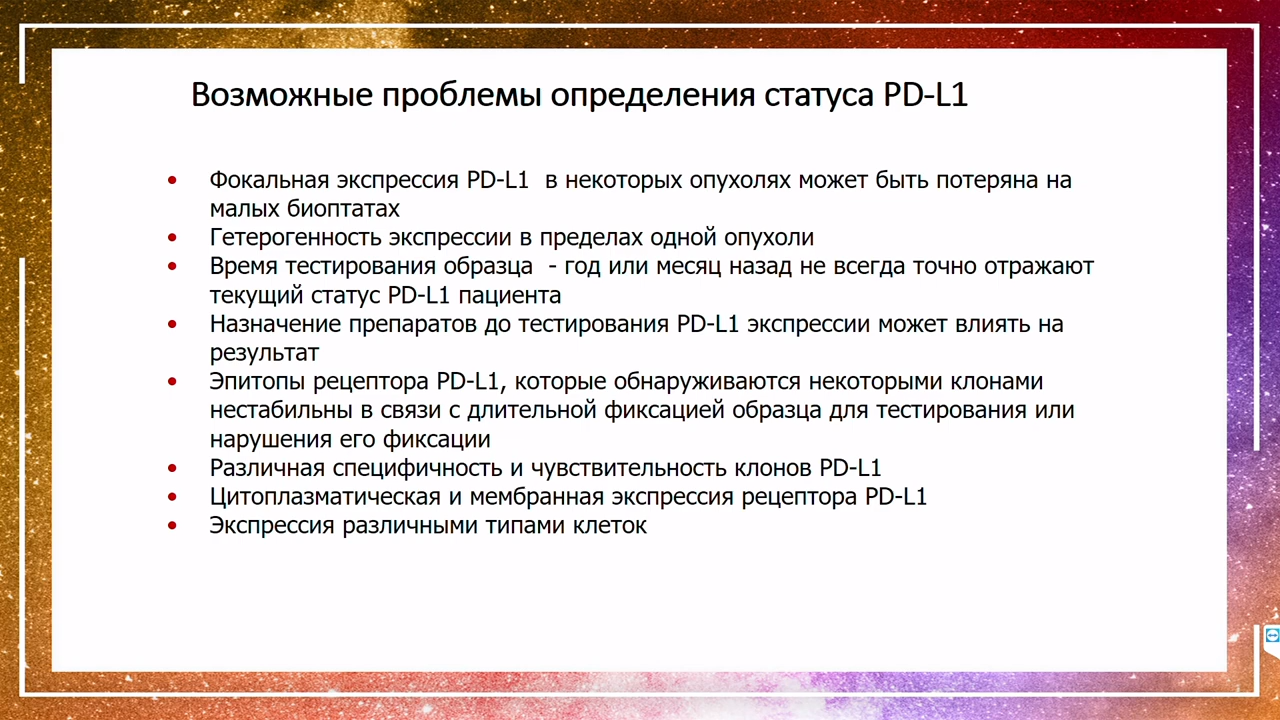 Возможные проблемы определения статуса PD-L1
• Фокальная экспрессия PD-L1 в некоторых опухолях может быть потеряна на
малых биоптатах
• Гетерогенность экспрессии в пределах одной опухоли
• Время тестирования образца - год или месяц назад не всегда точно отражают
текущий статус PD-L1 пациента
• Назначение препаратов до тестирования PD-L1 экспрессии может влиять на
результат
• Эпитопы рецептора PD-L1, которые обнаруживаются некоторыми клонами
нестабильны в связи с длительной фиксацией образца для тестирования или
нарушения его фиксации
• Различная специфичность и чувствительность клонов PD-L1
• Цитоплазматическая и мембранная экспрессия рецептора PD-L1
• Экспрессия различными типами клеток